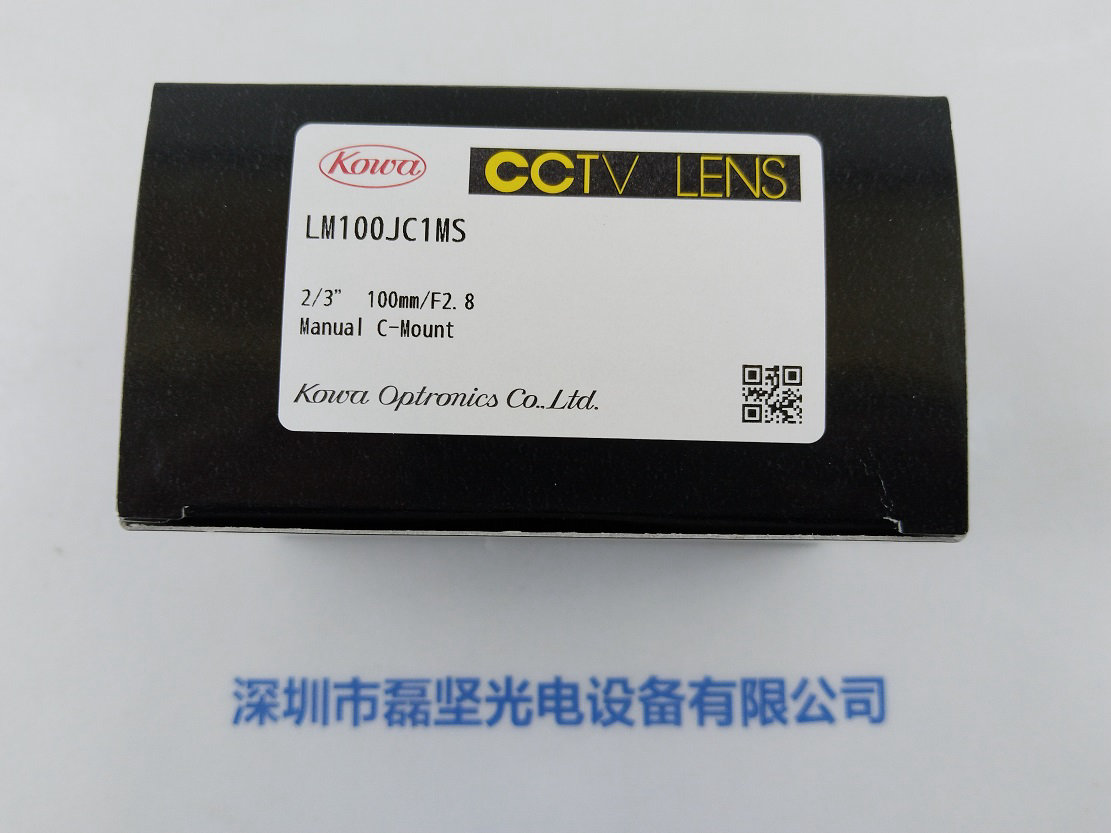 Kowa CCTV LENS
LM100JC1MS
2/3" 100mm/F2.8
Manual C-Mount
Kowa Optronics Co.,Ltd.
深圳市磊坚光电设备有限公司